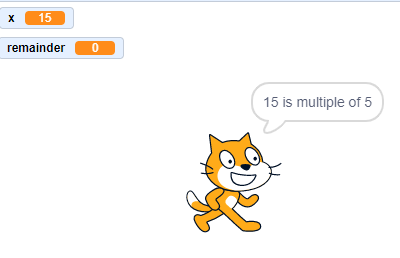 x 15
remainder 0
15 is multiple of 5